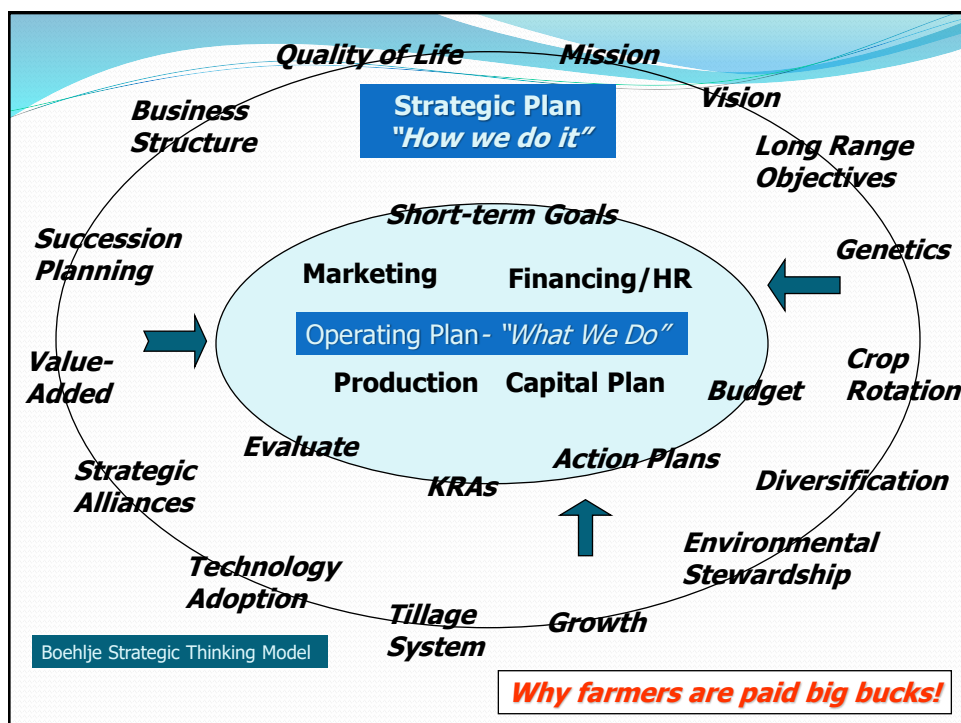 Quality of Life
Mission
Vision
Business
Structure
Strategic Plan
“How we do it”
Long Range
Objectives
Short-term Goals
Succession
Planning
Genetics
Marketing
Financing/HR
Operating Plan- “What We Do”
Value-
Added
Production
Capital Plan
Budget
Crop
Rotation
Evaluate
Action Plans
KRAs
Strategic
Alliances
Diversification
Environmental
Stewardship
Technology
Adoption
Tillage
System
Growth
Boehlje Strategic Thinking Model
Why farmers are paid big bucks!